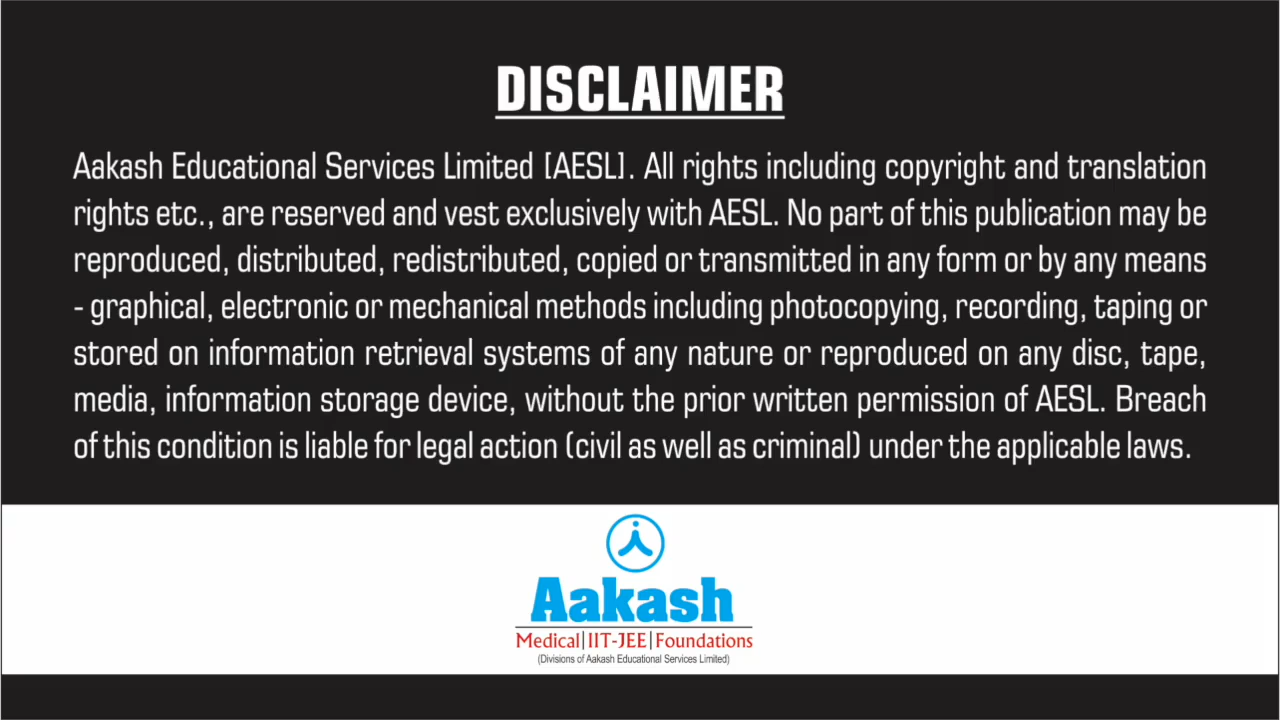 DISCLAIMER
Aakash Educational Services Limited [AESL]. All rights including copyright and translation
rights etc., are reserved and vest exclusively with AESL. No part of this publication may be
reproduced, distributed, redistributed, copied or transmitted in any form or by any means
- graphical, electronic or mechanical methods including photocopying, recording, taping or
stored on information retrieval systems of any nature or reproduced on any disc, tape,
media, information storage device, without the prior written permission of AESL. Breach
of this condition is liable for legal action (civil as well as criminal) under the applicable laws.
Aakash
Medical|IIT-JEE|Foundations
(Divisions of Aakash Educational Services Limited)